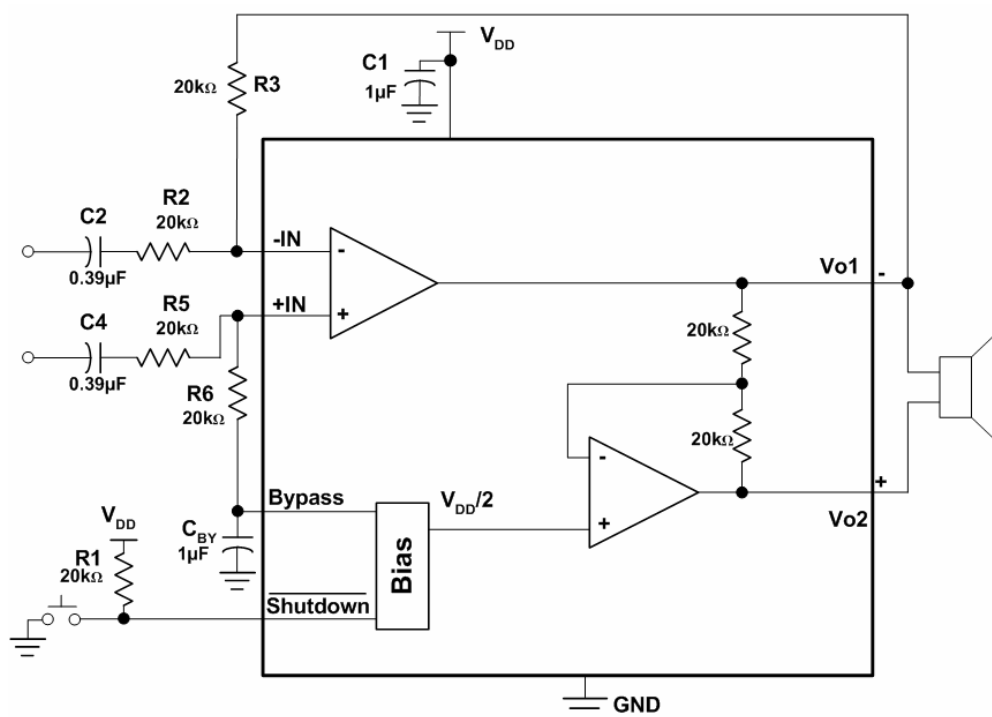 V_DD
C1
1µF
20kΩ
R3
R2
20kΩ
C2
0.39µF
-IN
-
+IN
+
R5
20kΩ
C4
0.39µF
R6
20kΩ
Vo1
-
20kΩ
20kΩ
-
+
+
Vo2
Bypass
V_DD/2
C_BY
1µF
Bias
V_DD
R1
20kΩ
Shutdown
GND